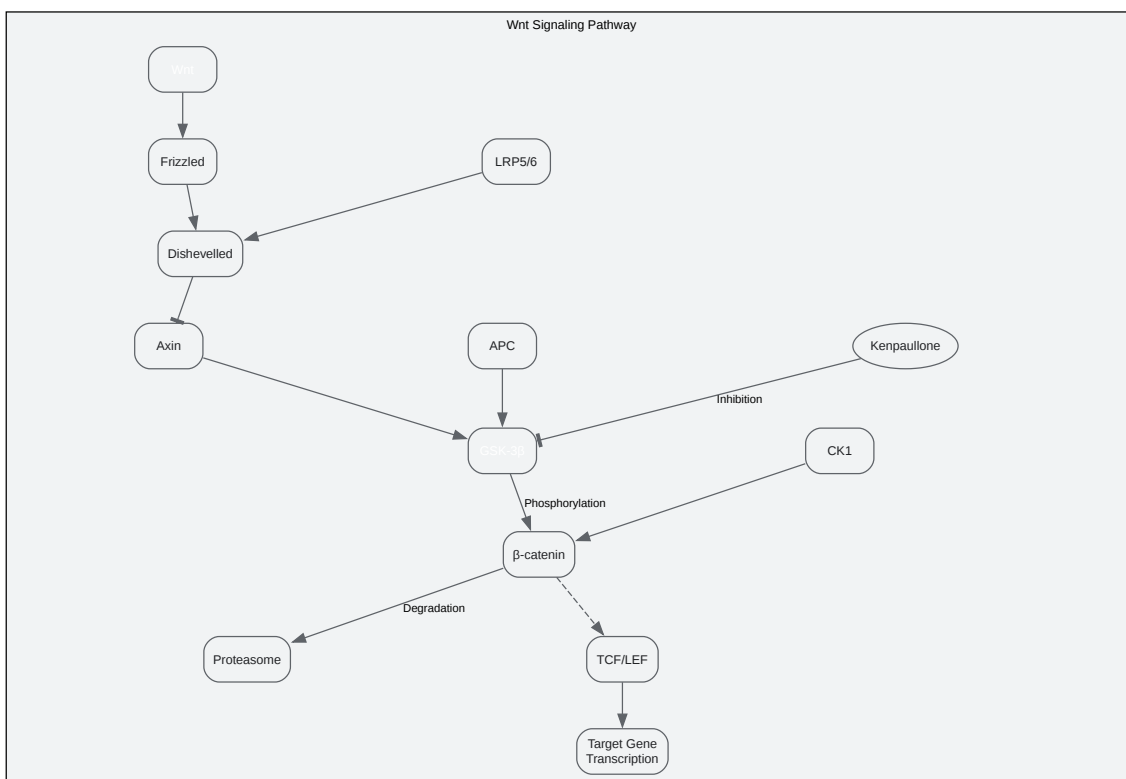 Wnt Signaling Pathway
Wnt
Frizzled
LRP5/6
Dishevelled
Axin
APC
Kenpaullone
Inhibition
GSK-3β
CK1
Phosphorylation
β-catenin
Degradation
Proteasome
TCF/LEF
Target Gene
Transcription